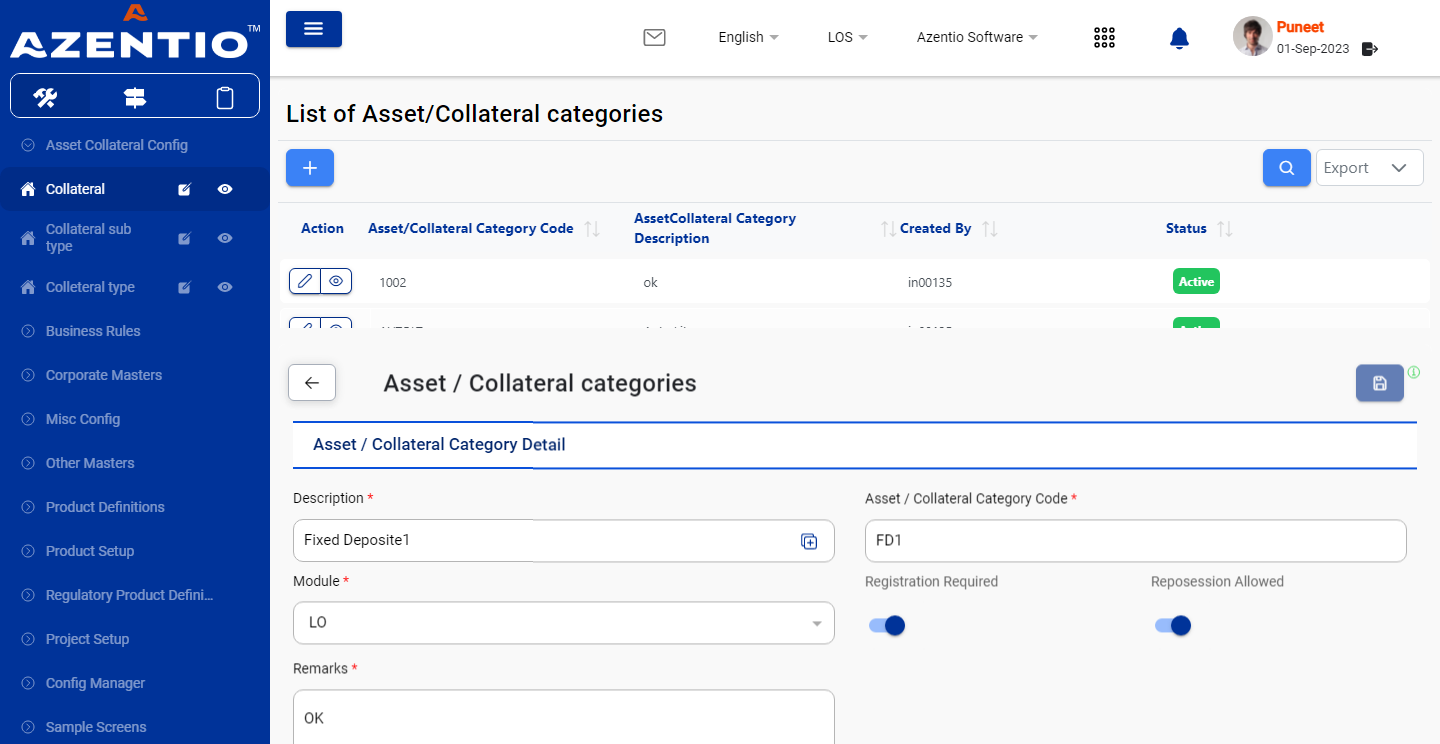 AZENTIO™
English
LOS
Azentio Software
Puneet
01-Sep-2023
Asset Collateral Config
Collateral
Collateral sub
type
Colleteral type
Business Rules
Corporate Masters
Misc Config
Other Masters
Product Definitions
Product Setup
Regulatory Product Defini...
Project Setup
Config Manager
Sample Screens
List of Asset/Collateral categories
Export
Action
Asset/Collateral Category Code
AssetCollateral Category
Description
Created By
Status
1002
ok
in00135
Active
Asset / Collateral categories
Asset / Collateral Category Detail
Description *
Fixed Deposite1
Asset / Collateral Category Code *
FD1
Module *
LO
Registration Required
Reposession Allowed
Remarks *
OK